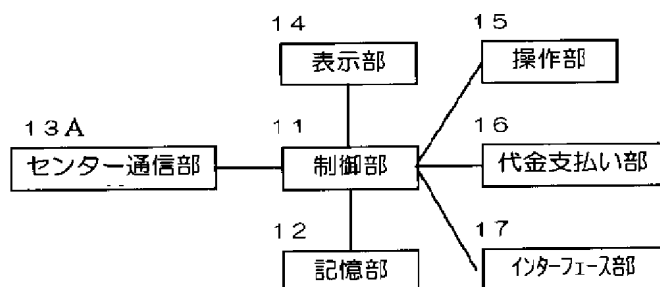 14
表示部
15
操作部
13A
センター通信部
11
制御部
16
代金支払い部
12
記憶部
17
インターフェース部